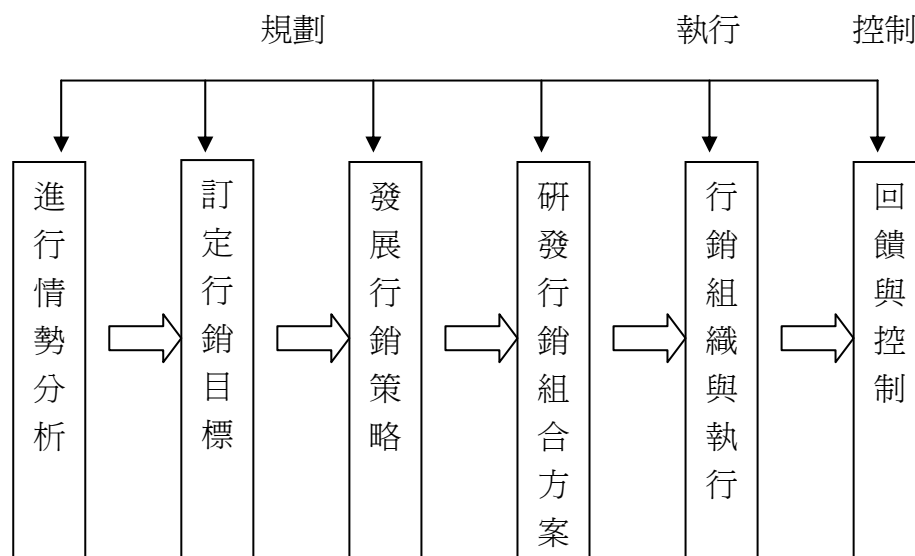 規劃 執行 控制
進行情勢分析
訂定行銷目標
發展行銷策略
研發行銷組合方案
行銷組織與執行
回饋與控制